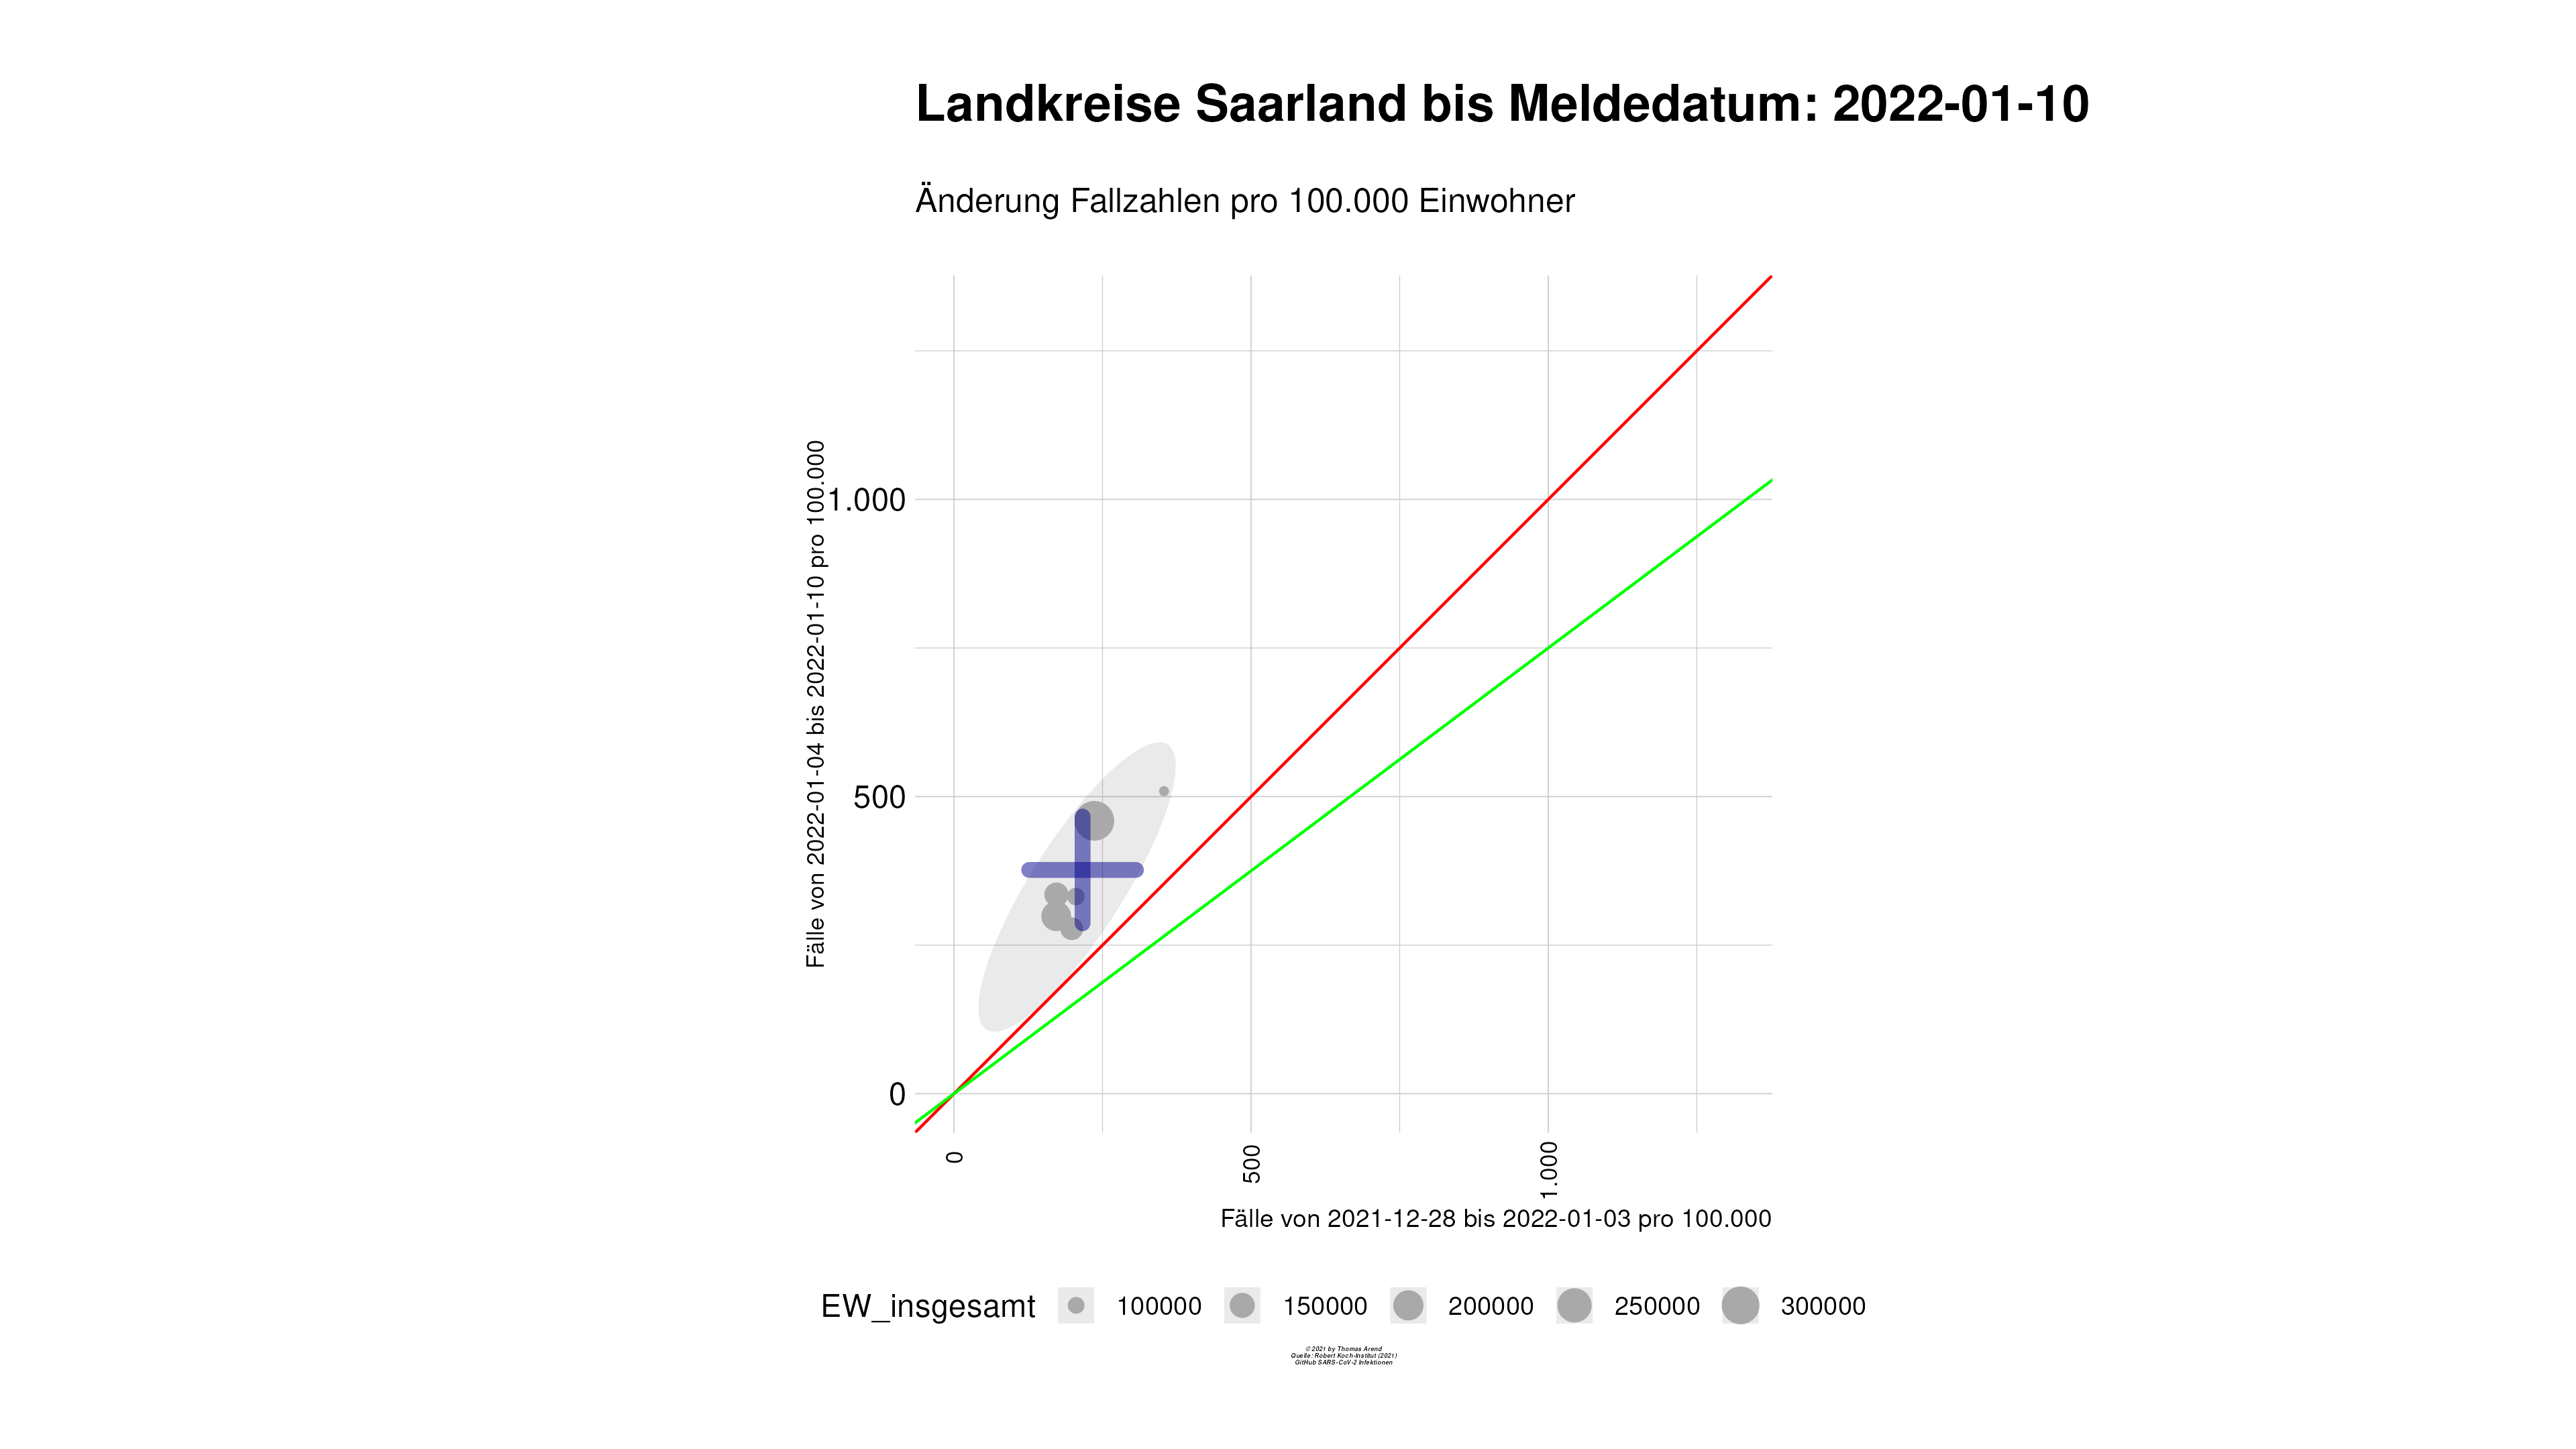 Landkreise Saarland bis Meldedatum: 2022-01-10
Änderung Fallzahlen pro 100.000 Einwohner
Fälle von 2022-01-04 bis 2022-01-10 pro 100.000
1.000
500
0
0
500
1.000
Fälle von 2021-12-28 bis 2022-01-03 pro 100.000
EW_insgesamt 100000 150000 200000 250000 300000
© 2021 by Thomas Arend
Quelle: Robert Koch-Institut (2021)
GitHub SARS-CoV-2 Infektionen